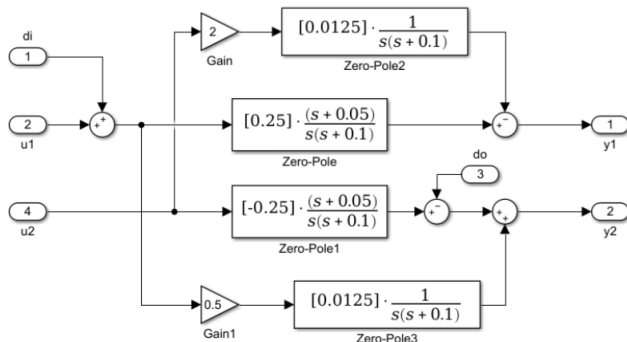 [0.0125] · 1 / s(s + 0.1)
2
Gain
Zero-Pole2
di
1
2
u1
+ +
[0.25] · (s + 0.05) / s(s + 0.1)
Zero-Pole
+ −
1
y1
do
3
4
u2
[-0.25] · (s + 0.05) / s(s + 0.1)
Zero-Pole1
+ −
+ +
2
y2
0.5
Gain1
[0.0125] · 1 / s(s + 0.1)
Zero-Pole3